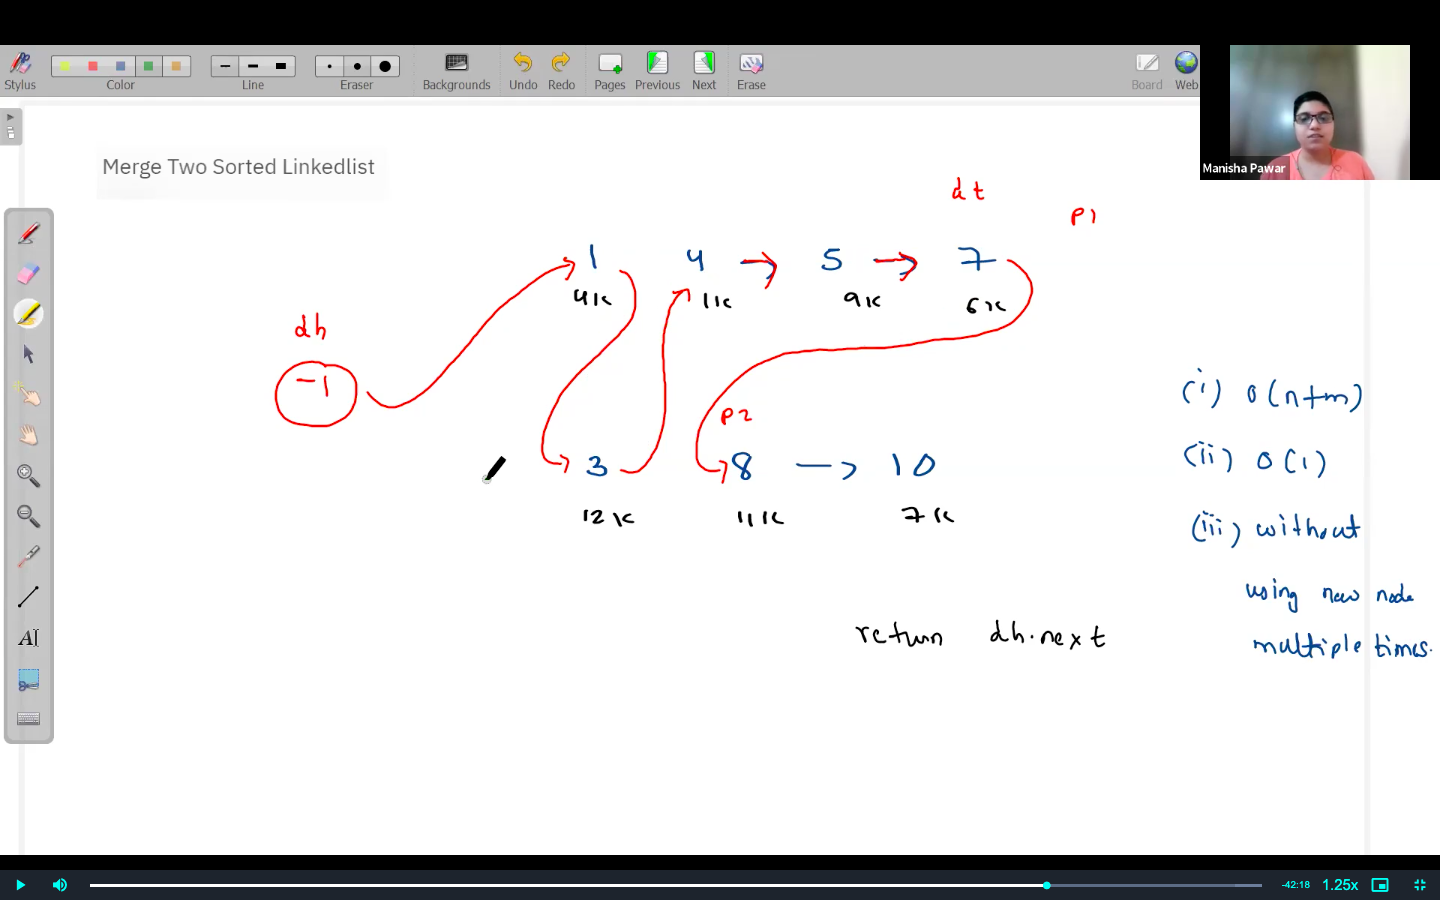 Stylus Color Line Eraser Backgrounds Undo Redo Pages Previous Next Erase Board Web
Manisha Pawar
Merge Two Sorted Linkedlist
dt
p1
1 4 5 7
4k 11k 9k 6k
dh
-1
p2
3 8 10
12k 11k 7k
(i) O(n+m)
(ii) O(1)
(iii) without
using new node
multiple times.
return dh.next
-42:18 1.25x